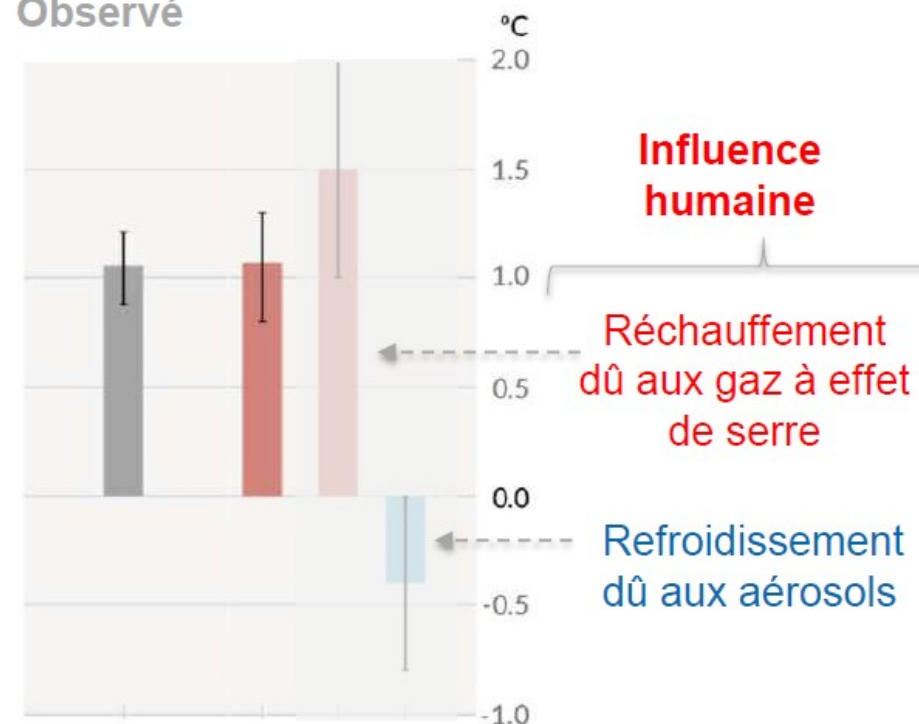 Observé
°C
2.0
1.5
1.0
0.5
0.0
-0.5
-1.0
Influence
humaine
Réchauffement
dû aux gaz à effet
de serre
Refroidissement
dû aux aérosols